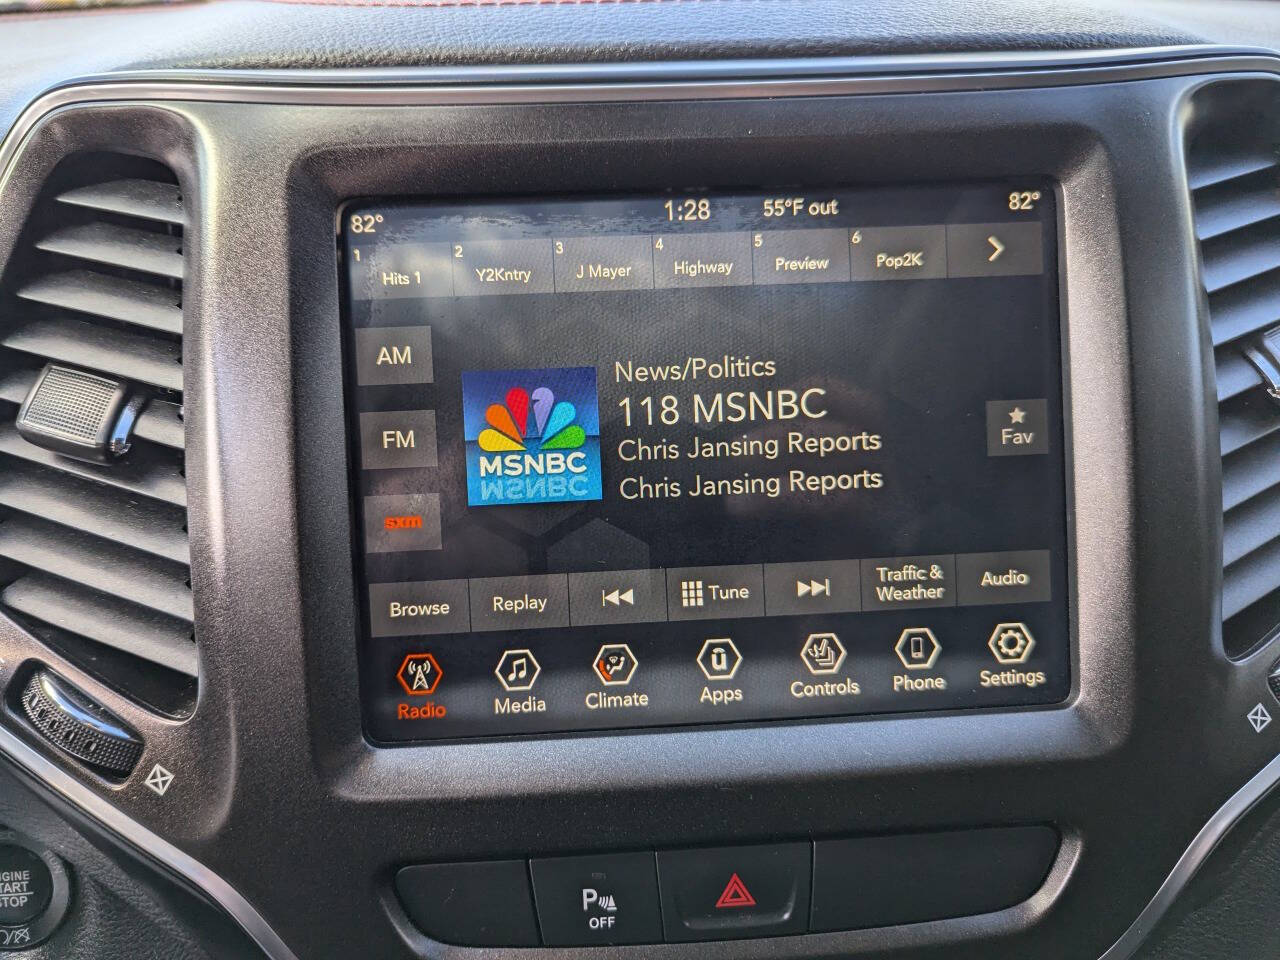 82°
1:28
55°F out
82°
1 Hits 1
2 Y2Kntry
3 J Mayer
4 Highway
5 Preview
6 Pop2K
AM
FM
sxm
MSNBC
News/Politics
118 MSNBC
Chris Jansing Reports
Chris Jansing Reports
Fav
Browse
Replay
Tune
Traffic &
Weather
Audio
Radio
Media
Climate
ū
Apps
Controls
Phone
Settings
P
OFF
START
STOP